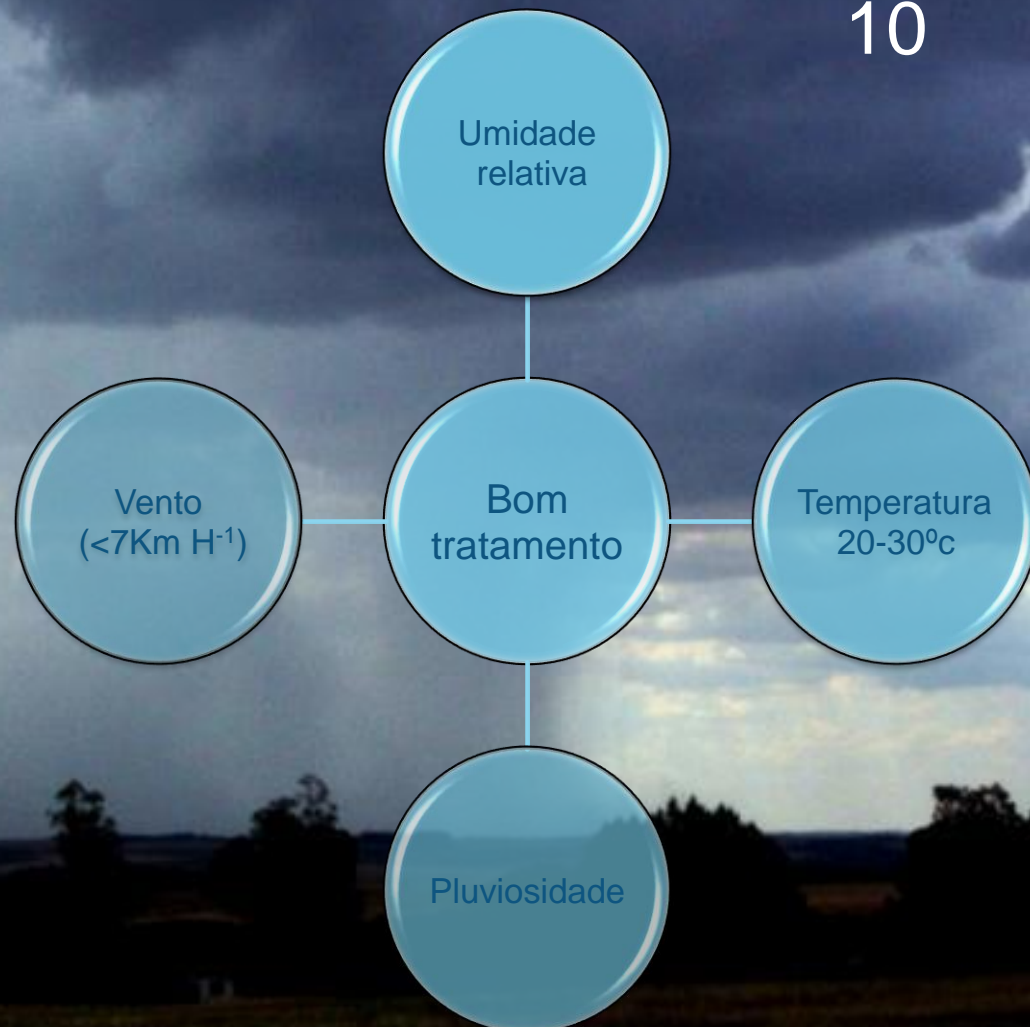 10
Umidade
relativa
Vento
(<7Km H⁻¹)
Bom
tratamento
Temperatura
20-30ºc
Pluviosidade